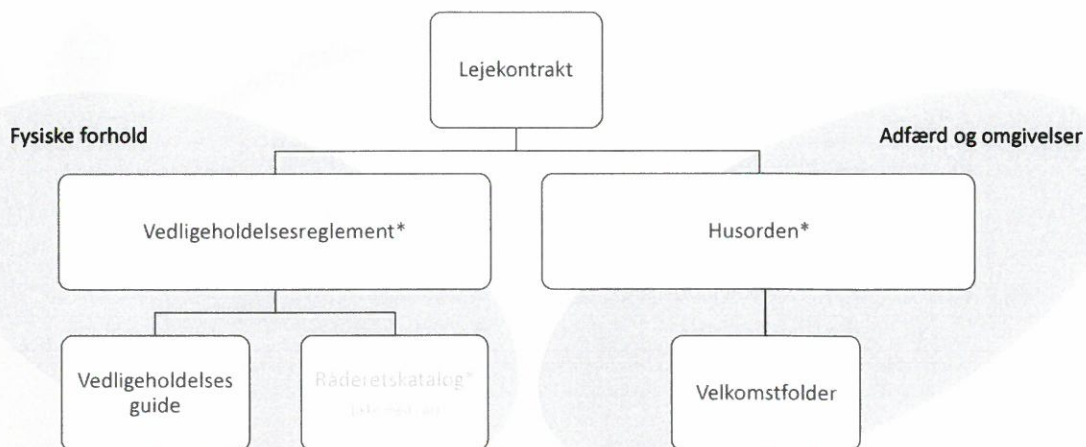 Lejekontrakt
Fysiske forhold
Adfærd og omgivelser
Vedligeholdelsesreglement*
Husorden*
Vedligeholdelses
guide
Råderetskatalog*
Velkomstfolder